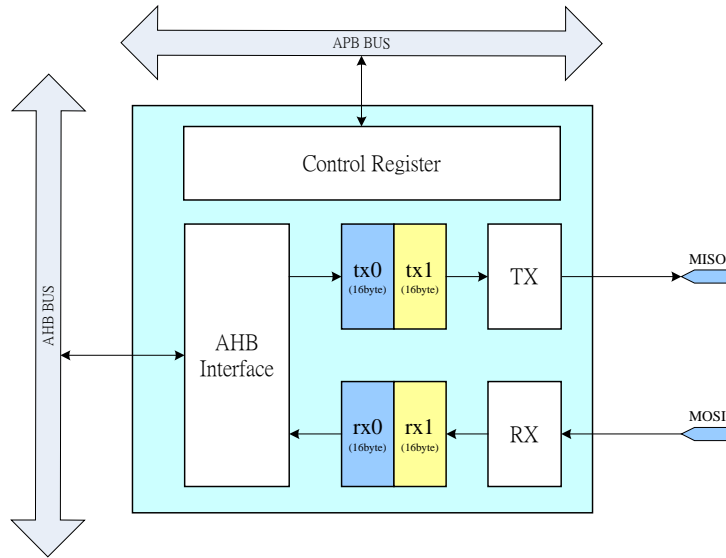 APB BUS
Control Register
AHB BUS
AHB
Interface
tx0
(16byte)
tx1
(16byte)
TX
MISO
rx0
(16byte)
rx1
(16byte)
RX
MOSI